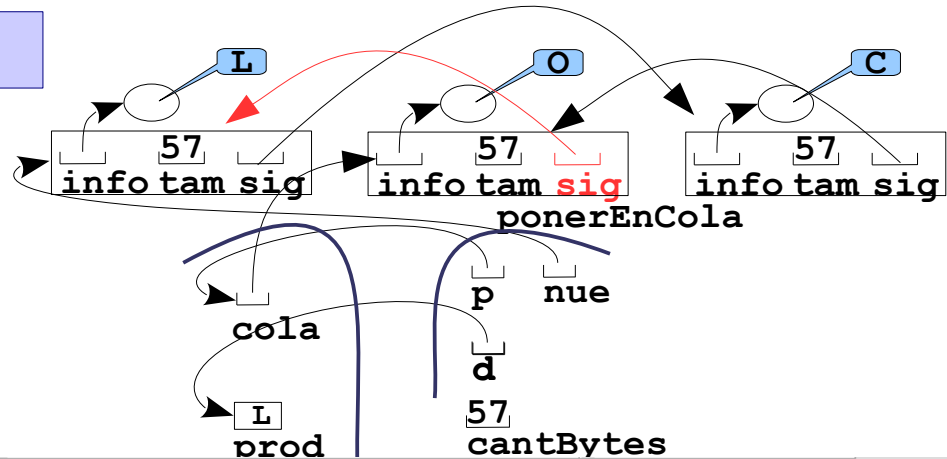 L O C
57 57 57
info tam sig info tam sig info tam sig
ponerEnCola
p nue
cola
d
L 57
prod cantBytes